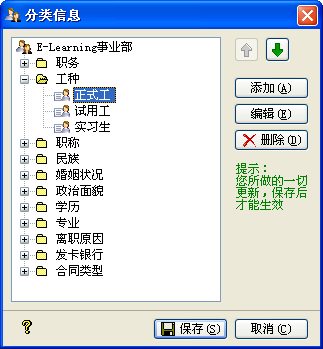 分类信息
E-Learning事业部
职务
工种
正式工
试用工
实习生
职称
民族
婚姻状况
政治面貌
学历
专业
离职原因
发卡银行
合同类型
添加(A)
编辑(E)
删除(D)
提示：
您所做的一切
更新，保存后
才能生效
?
保存(S)
取消(C)